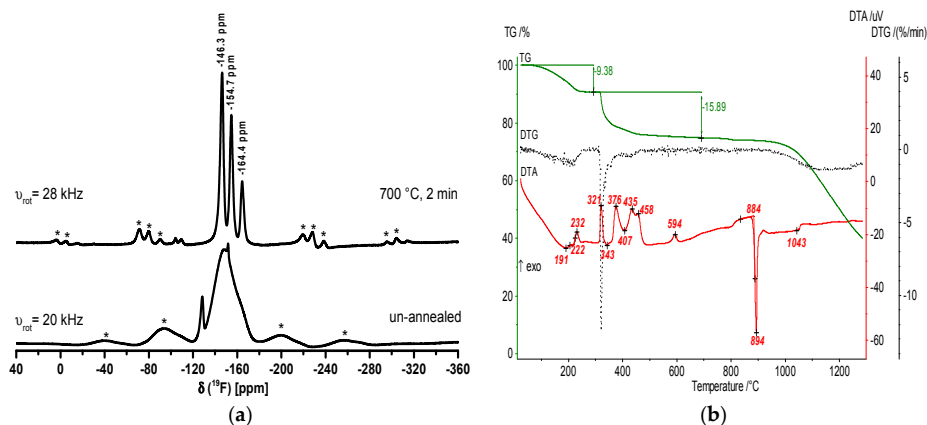 -146.3 ppm
-154.7 ppm
-164.4 ppm
υrot= 28 kHz
700 °C, 2 min
* * * * * * * * * *
υrot= 20 kHz
un-annealed
* * * *
40 0 -40 -80 -120 -160 -200 -240 -280 -320 -360
δ (¹⁹F) [ppm]
(a)
DTA /uV
TG /% DTG /(%/min)
TG
-9.38
-15.89
DTG
DTA
321 376 435
458
232
222
191
343
407
594
884
894
1043
↑ exo
100
80
60
40
20
0
40
20
0
-20
-40
-60
4
0
-5
-10
200 400 600 800 1000 1200
Temperature /°C
(b)